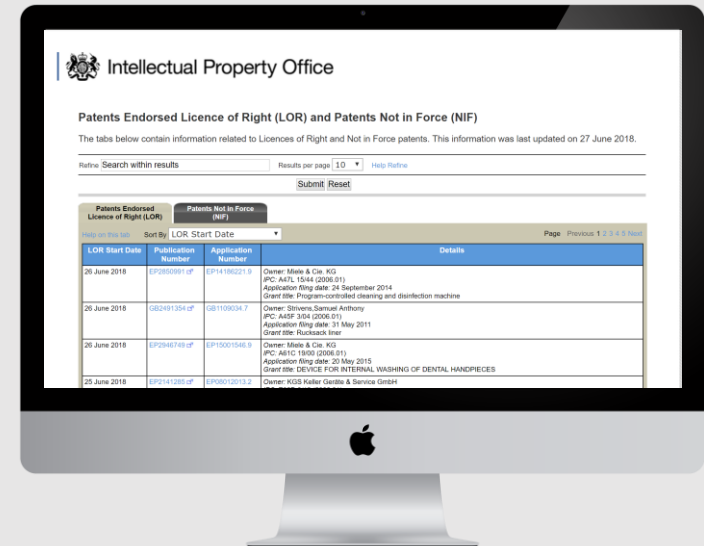 Intellectual Property Office
Patents Endorsed Licence of Right (LOR) and Patents Not in Force (NIF)
The tabs below contain information related to Licences of Right and Not in Force patents. This information was last updated on 27 June 2018.
Refine Search within results Results per page 10 Help Refine
Submit Reset
Patents Endorsed Licence of Right (LOR) Patents Not in Force (NIF)
Help on this tab Sort By LOR Start Date Page Previous 1 2 3 4 5 Next
LOR Start Date Publication Number Application Number Details
26 June 2018 EP2850991 EP14186221.9 Owner: Miele & Cie. KG
IPC: A47L 15/44 (2006.01)
Application filing date: 24 September 2014
Grant title: Program-controlled cleaning and disinfection machine
26 June 2018 GB2491354 GB1109034.7 Owner: Strivens,Samuel Anthony
IPC: A45F 3/04 (2006.01)
Application filing date: 31 May 2011
Grant title: Rucksack liner
26 June 2018 EP2946749 EP15001546.9 Owner: Miele & Cie. KG
IPC: A61C 19/00 (2006.01)
Application filing date: 20 May 2015
Grant title: DEVICE FOR INTERNAL WASHING OF DENTAL HANDPIECES
25 June 2018 EP2141285 EP08012013.2 Owner: KGS Keller Geräte & Service GmbH